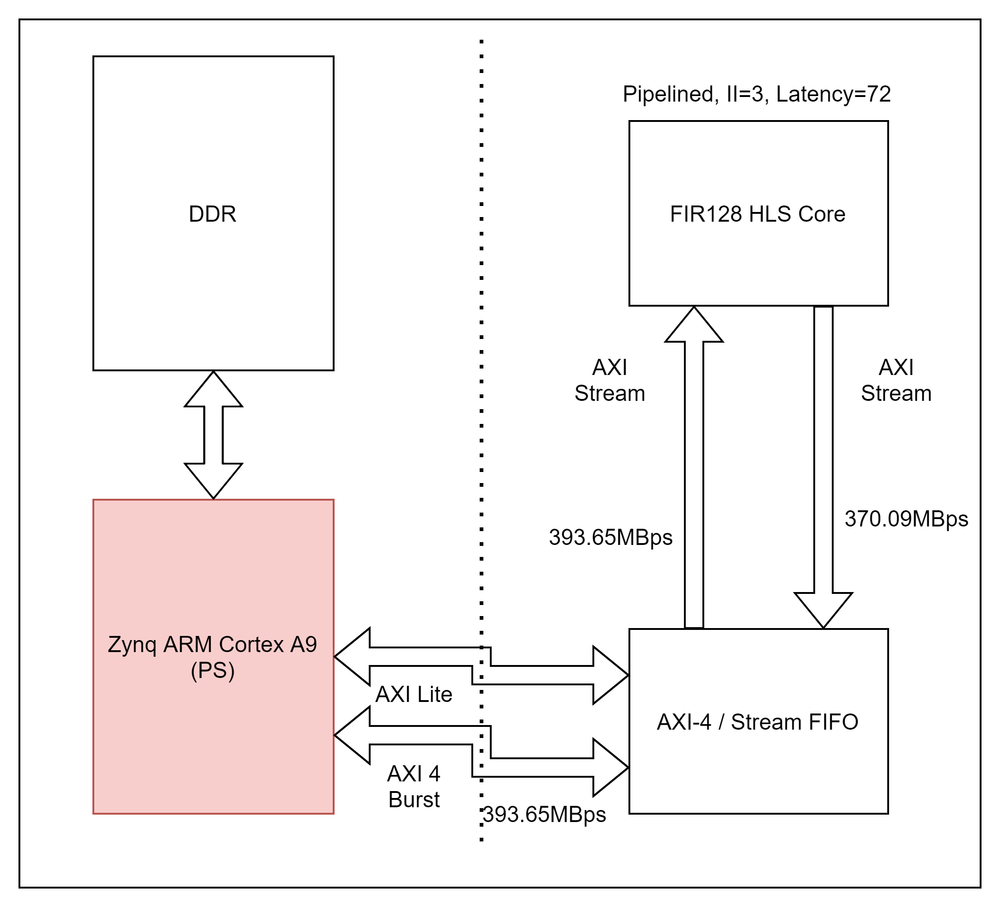 Pipelined, II=3, Latency=72
DDR
FIR128 HLS Core
AXI
Stream
AXI
Stream
393.65MBps
370.09MBps
Zynq ARM Cortex A9
(PS)
AXI Lite
AXI-4 / Stream FIFO
AXI 4
Burst
393.65MBps